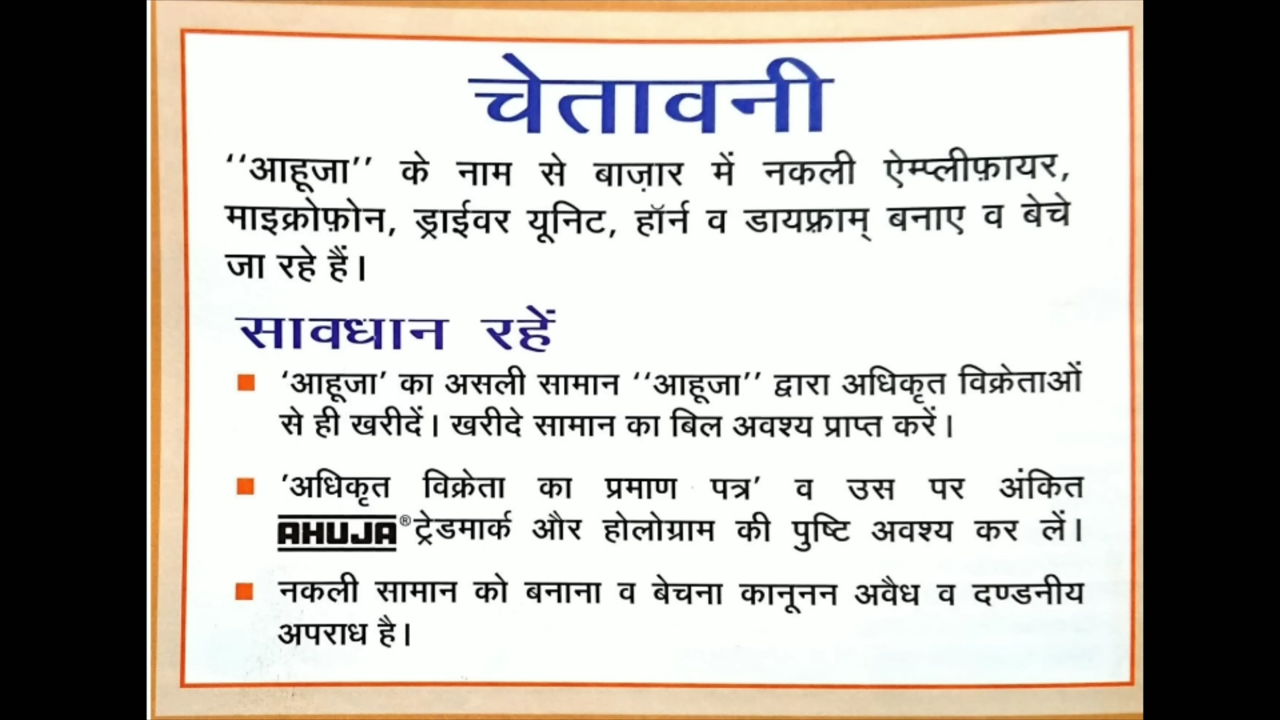 चेतावनी
‘‘आहूजा’’ के नाम से बाज़ार में नकली ऐम्प्लीफ़ायर,
माइक्रोफ़ोन, ड्राईवर यूनिट, हॉर्न व डायफ़्राम् बनाए व बेचे
जा रहे हैं।
सावधान रहें
■ ‘आहूजा’ का असली सामान ‘‘आहूजा’’ द्वारा अधिकृत विक्रेताओं
से ही खरीदें। खरीदे सामान का बिल अवश्य प्राप्त करें।
■ ’अधिकृत विक्रेता का प्रमाण पत्र’ व उस पर अंकित
AHUJA® ट्रेडमार्क और होलोग्राम की पुष्टि अवश्य कर लें।
■ नकली सामान को बनाना व बेचना कानूनन अवैध व दण्डनीय
अपराध है।